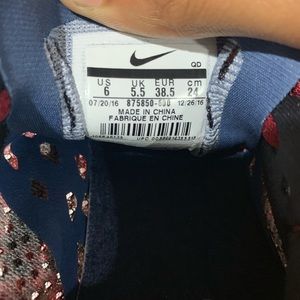 QD
US UK EUR cm
6 5.5 38.5 24
07/20/16 875850- 12/26/16
MADE IN CHINA
FABRIQUE EN CHINE
UPC